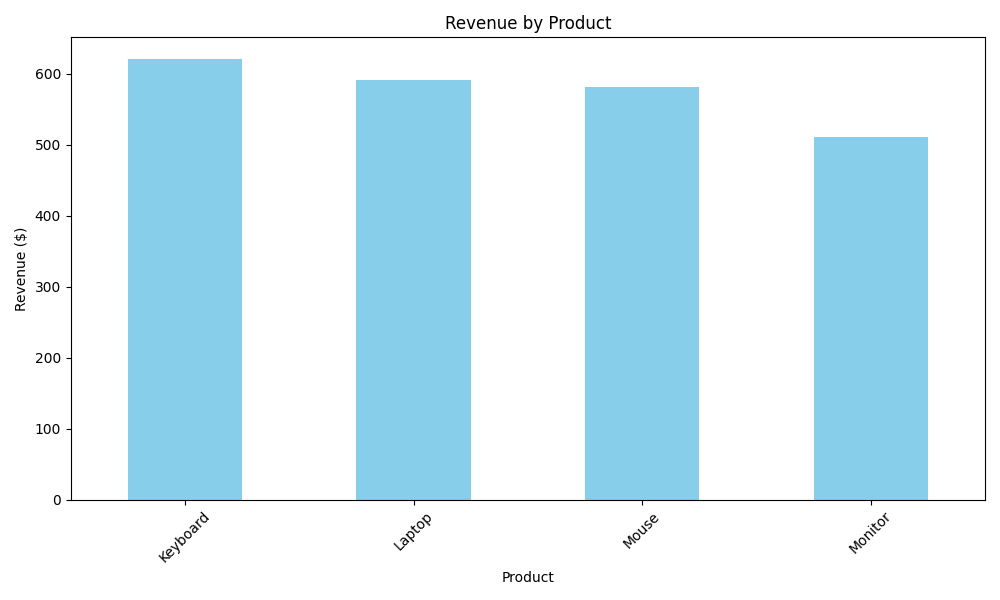 Revenue by Product
Revenue ($)
600
500
400
300
200
100
0
Keyboard
Laptop
Mouse
Monitor
Product